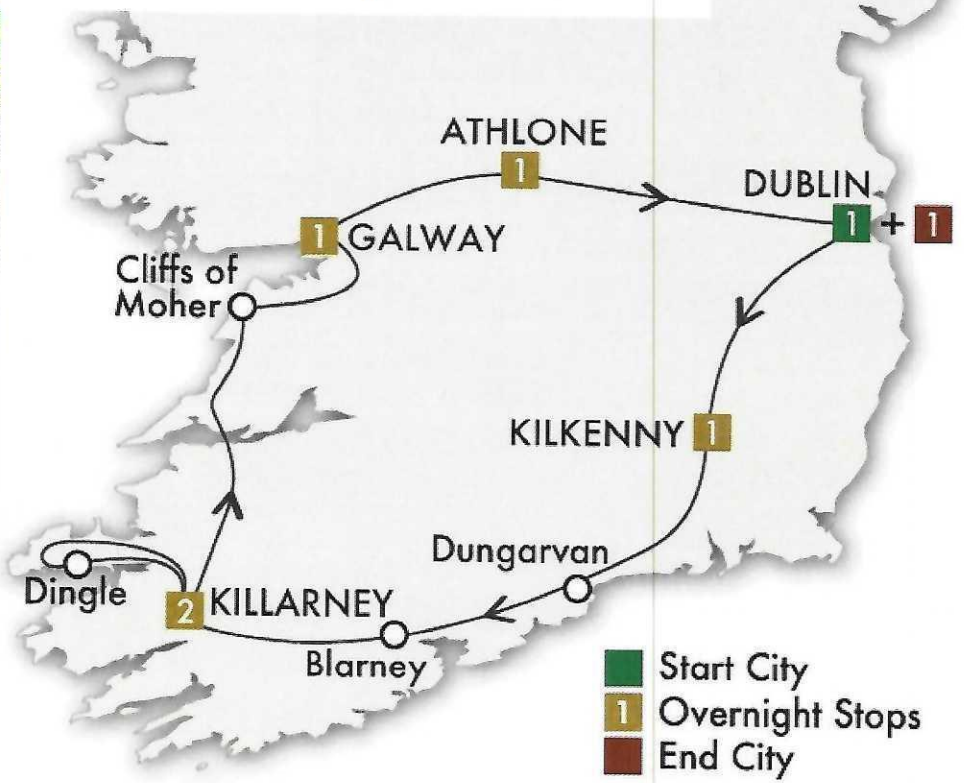 ATHLONE
1
DUBLIN
1 + 1
1 GALWAY
Cliffs of
Moher
KILKENNY 1
Dungarvan
Dingle
2 KILLARNEY
Blarney
Start City
1 Overnight Stops
End City